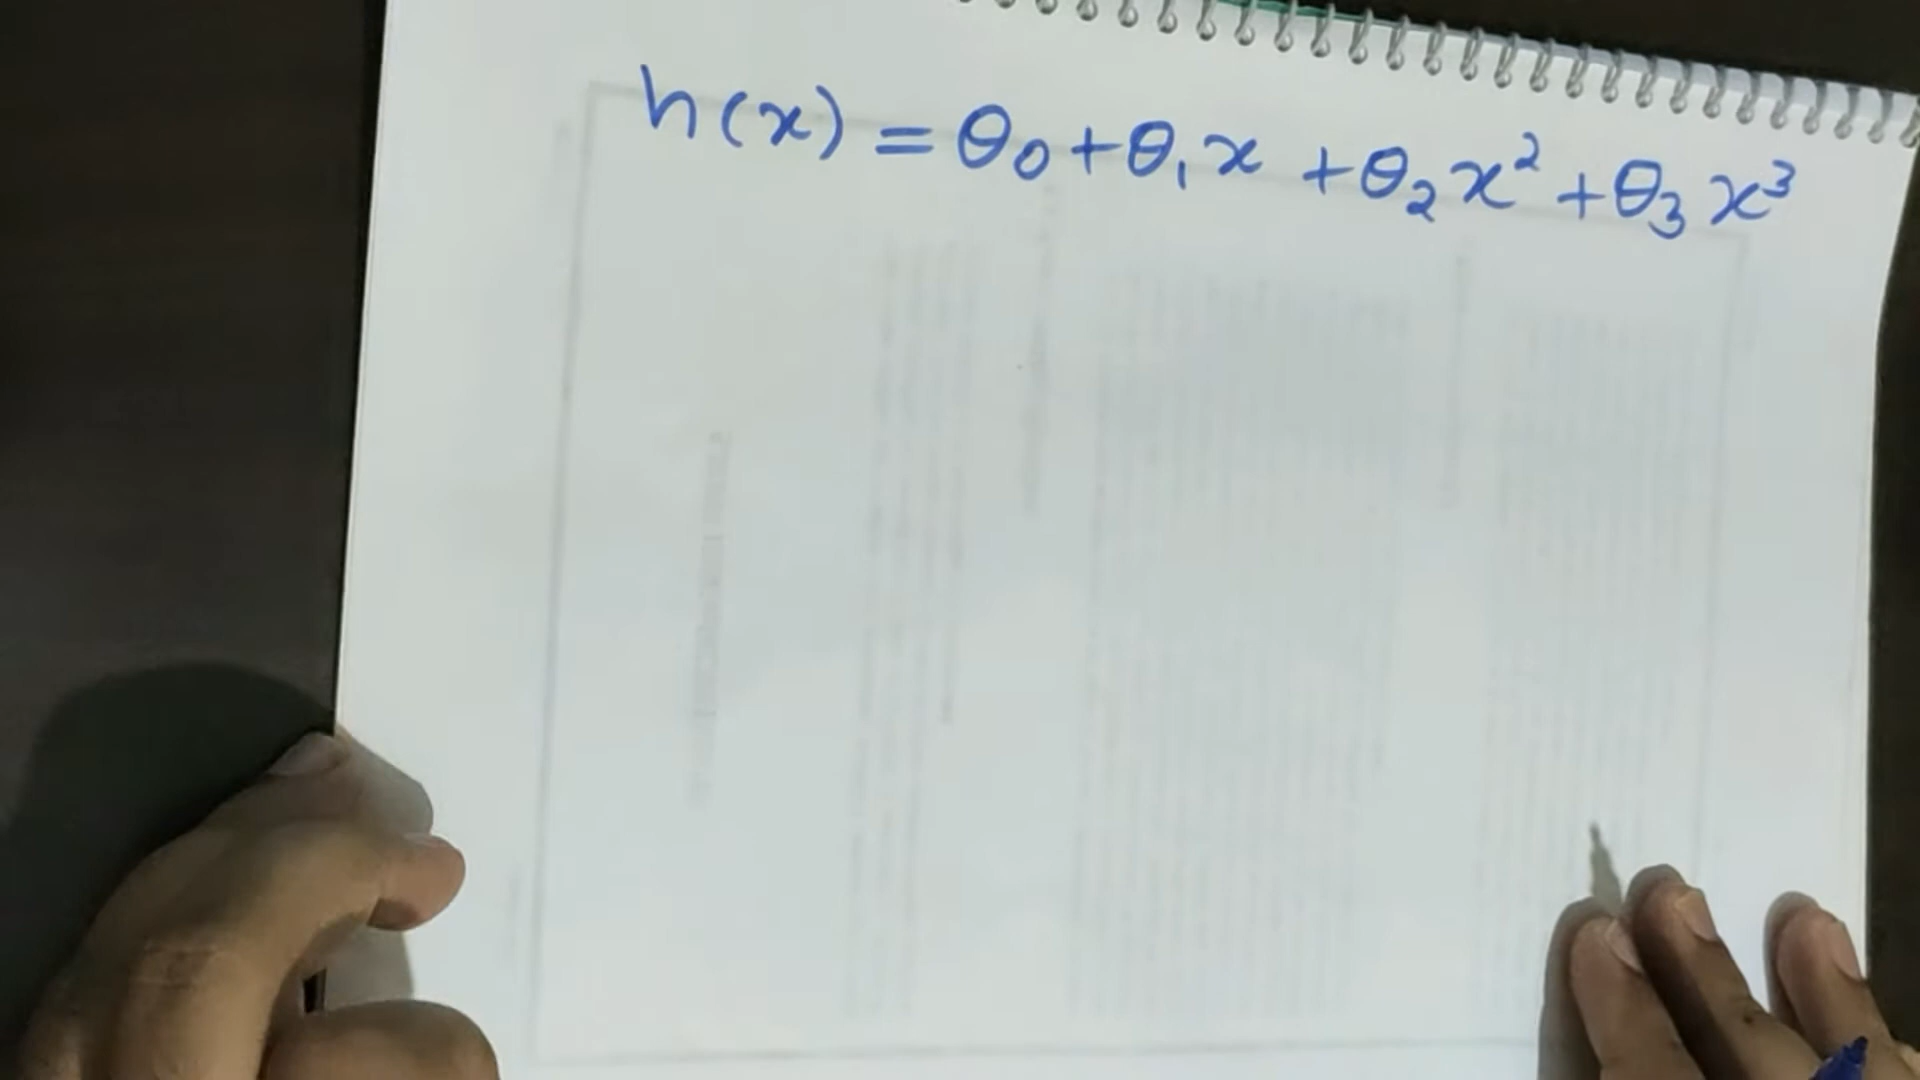 h(x) = θ₀ + θ₁x + θ₂x² + θ₃x³